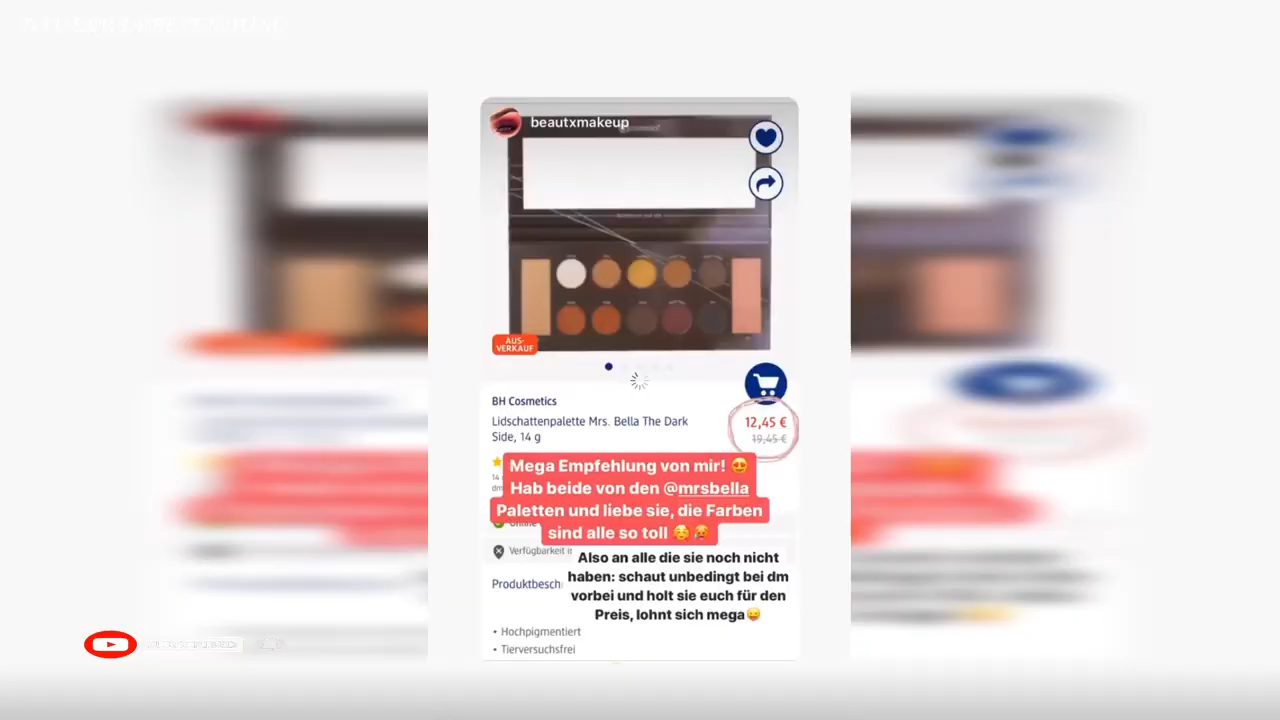 beautxmakeup
AUS-
VERKAUF
BH Cosmetics
Lidschattenpalette Mrs. Bella The Dark
Side, 14 g
12,45 €
19,45 €
Mega Empfehlung von mir! 😍
Hab beide von den @mrsbella
Paletten und liebe sie, die Farben
sind alle so toll 🥰🥵
14
dm
Online
Verfügbarkeit
Also an alle die sie noch nicht
haben: schaut unbedingt bei dm
vorbei und holt sie euch für den
Preis, lohnt sich mega😛
Produktbesch
• Hochpigmentiert
• Tierversuchsfrei